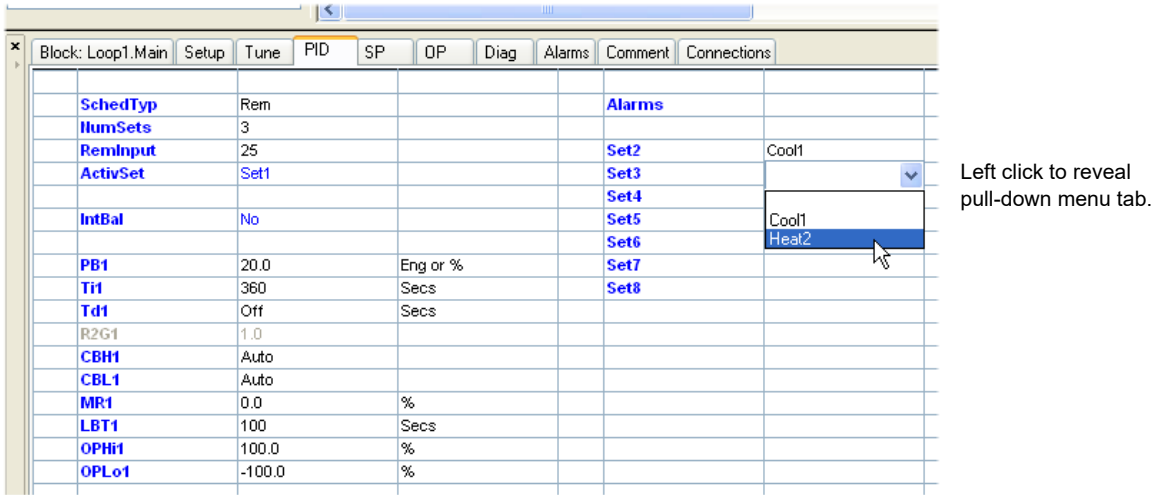 Block: Loop1.Main Setup Tune PID SP OP Diag Alarms Comment Connections
SchedTyp Rem Alarms
NumSets 3
RemInput 25 Set2 Cool1
ActivSet Set1 Set3
Set4
IntBal No Set5 Cool1
Set6 Heat2
PB1 20.0 Eng or % Set7
Ti1 360 Secs Set8
Td1 Off Secs
R2G1 1.0
CBH1 Auto
CBL1 Auto
MR1 0.0 %
LBT1 100 Secs
OPHi1 100.0 %
OPLo1 -100.0 %
Left click to reveal
pull-down menu tab.